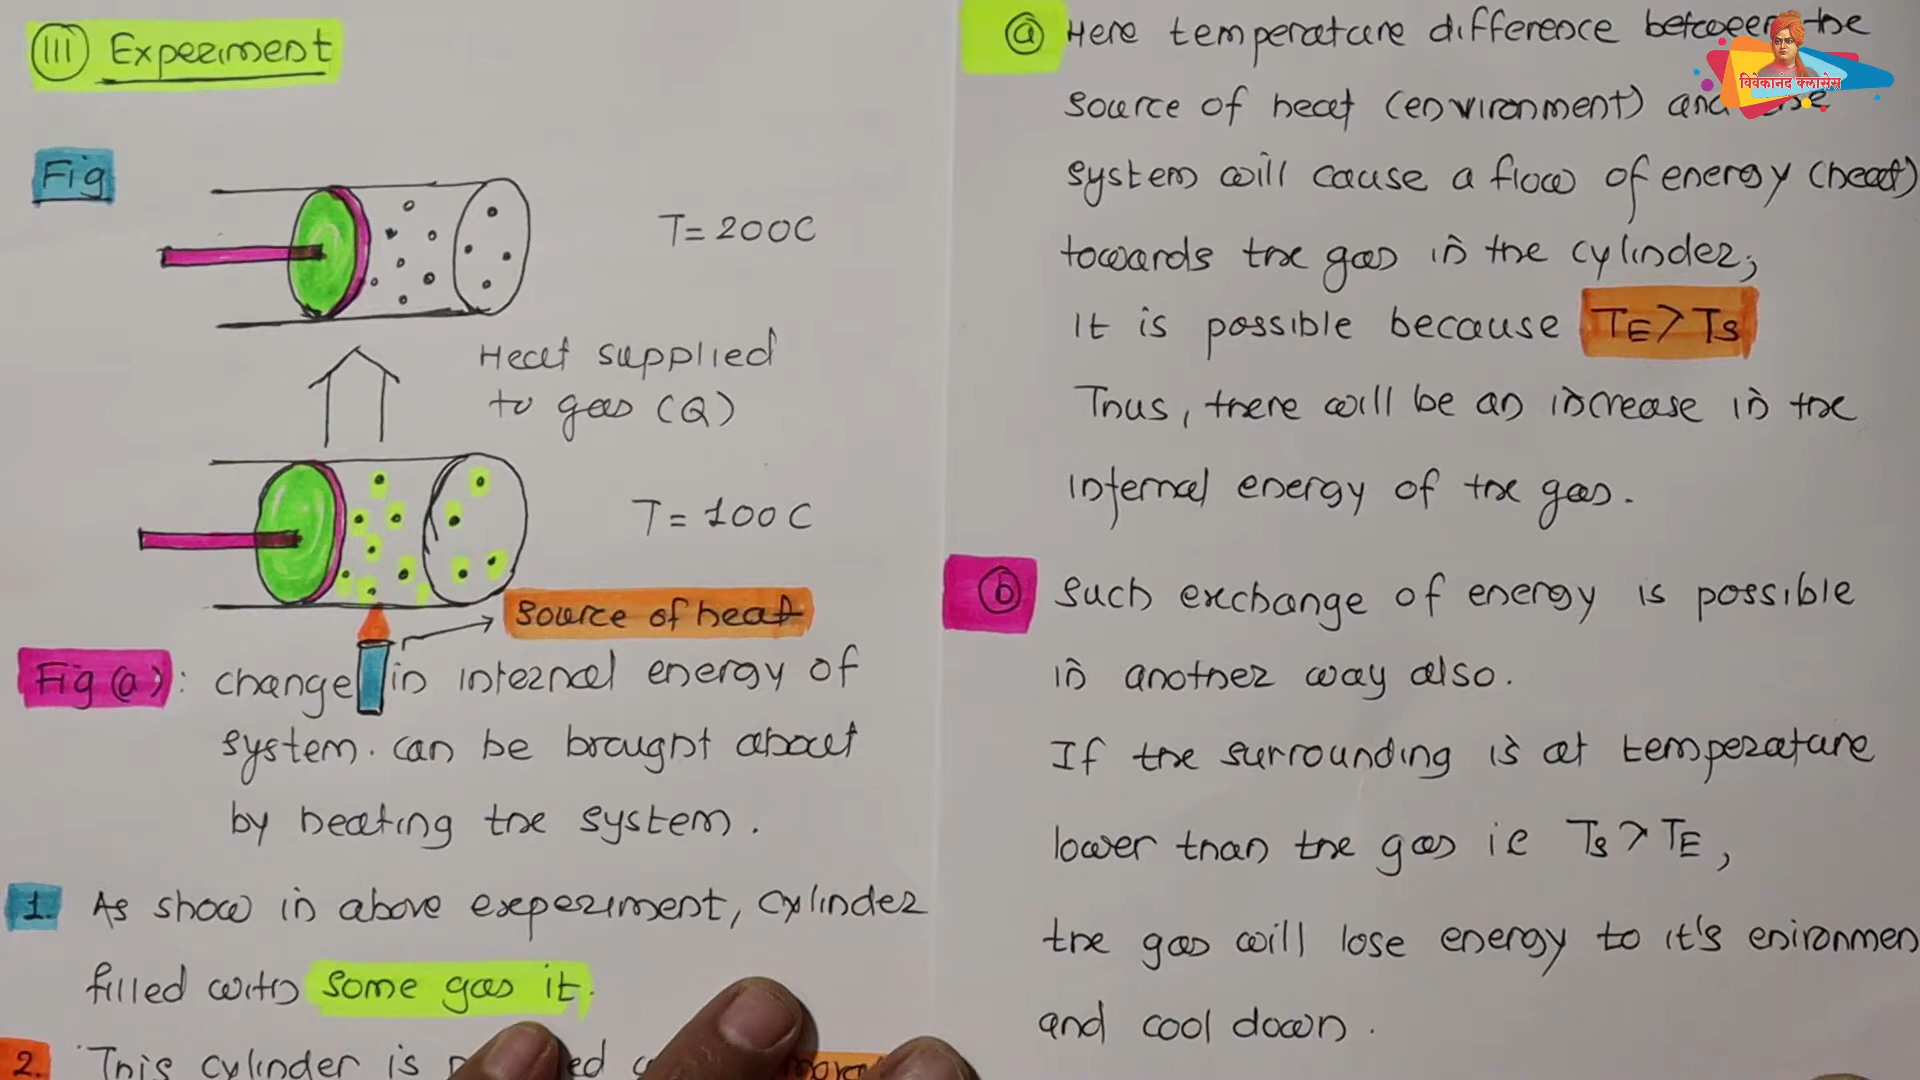 III Experiment
Fig
T= 200C
Heat supplied
to gas (Q)
T= 100C
source of heat
Fig (a) : change in internal energy of
system. can be brought about
by heating the system.
1. As show in above experiment, cylinder
filled with some gas it.
2. This cylinder is
a Here temperature difference between the
source of heat (environment) and
system will cause a flow of energy (heat)
towards the gas in the cylinder,
It is possible because TE > TS
Thus, there will be an increase in the
internal energy of the gas.
b such exchange of energy is possible
in another way also.
If the surrounding is at temperature
lower than the gas ie Ts > TE,
the gas will lose energy to it's enironmen
and cool down.
विवेकानंद क्लासेस